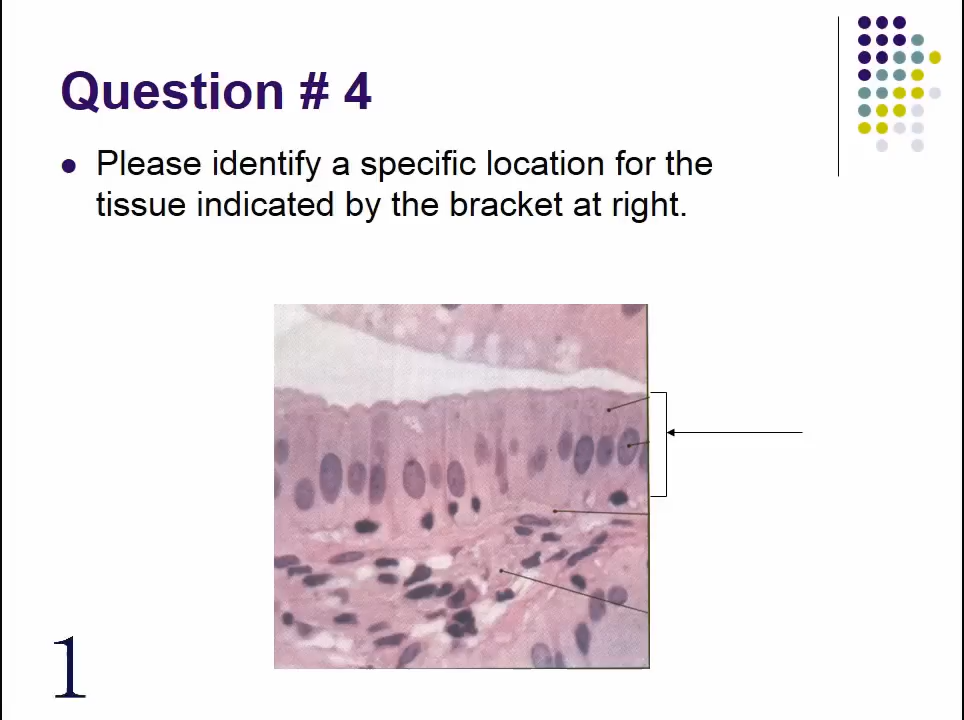 Question # 4
Please identify a specific location for the
tissue indicated by the bracket at right.
1